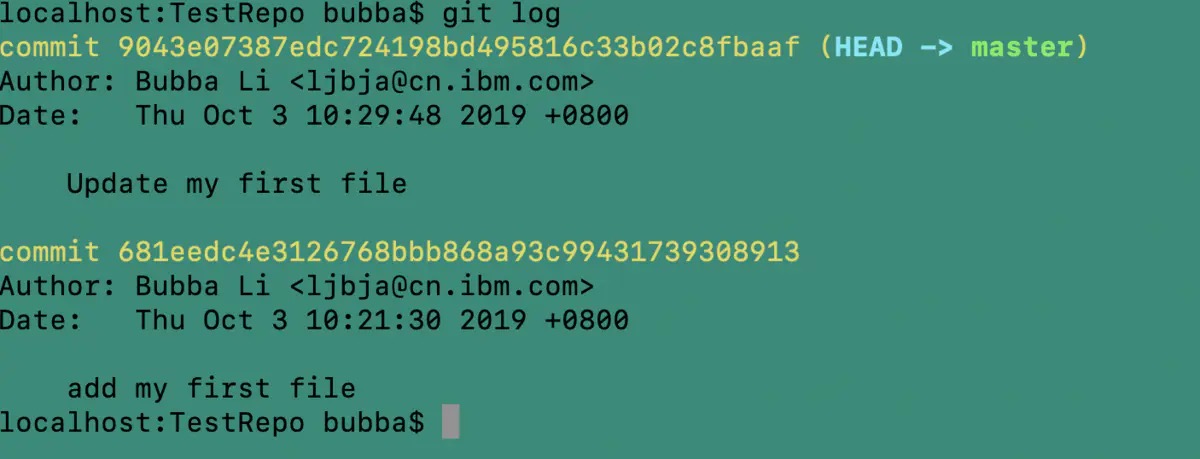 localhost:TestRepo bubba$ git log
commit 9043e07387edc724198bd495816c33b02c8fbaaf (HEAD -> master)
Author: Bubba Li <ljbja@cn.ibm.com>
Date:   Thu Oct 3 10:29:48 2019 +0800
    Update my first file
commit 681eedc4e3126768bbb868a93c99431739308913
Author: Bubba Li <ljbja@cn.ibm.com>
Date:   Thu Oct 3 10:21:30 2019 +0800
    add my first file
localhost:TestRepo bubba$